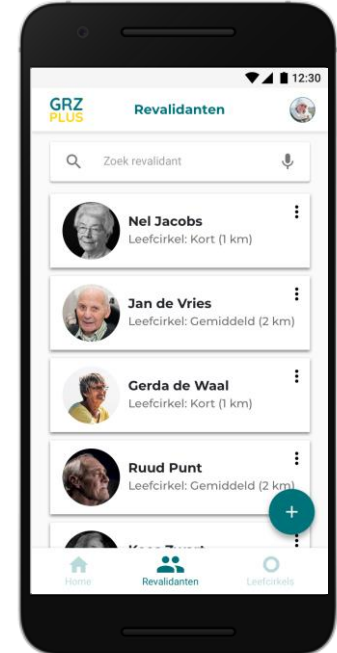 12:30
GRZ
PLUS
Revalidanten
Zoek revalidant
Nel Jacobs
Leefcirkel: Kort (1 km)
Jan de Vries
Leefcirkel: Gemiddeld (2 km)
Gerda de Waal
Leefcirkel: Kort (1 km)
Ruud Punt
Leefcirkel: Gemiddeld (2 km)
Home
Revalidanten
Leefcirkels